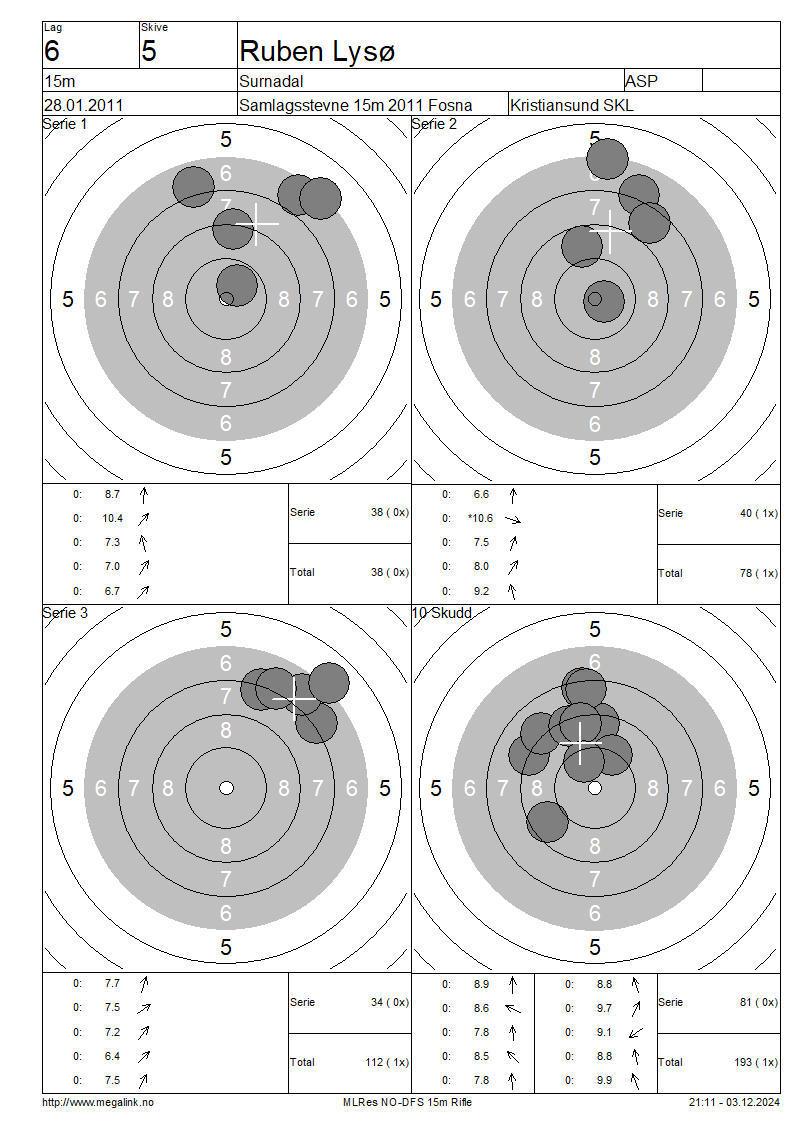 Lag Skive
6 5 Ruben Lysø
15m Surnadal ASP
28.01.2011 Samlagsstevne 15m 2011 Fosna Kristiansund SKL
Serie 1
5
6
7
5 6 7 8 8 7 6 5
8
7
6
5
0: 8.7
0: 10.4
0: 7.3
0: 7.0
0: 6.7
Serie 38 ( 0x)
Total 38 ( 0x)
Serie 2
5
6
7
5 6 7 8 8 7 6 5
8
7
6
5
0: 6.6
0: *10.6
0: 7.5
0: 8.0
0: 9.2
Serie 40 ( 1x)
Total 78 ( 1x)
Serie 3
5
6
7
8
5 6 7 8 8 7 6 5
8
7
6
5
0: 7.7
0: 7.5
0: 7.2
0: 6.4
0: 7.5
Serie 34 ( 0x)
Total 112 ( 1x)
10 Skudd
5
6
5 6 7 8 8 7 6 5
8
7
6
5
0: 8.9 0: 8.8
0: 8.6 0: 9.7
0: 7.8 0: 9.1
0: 8.5 0: 8.8
0: 7.8 0: 9.9
Serie 81 ( 0x)
Total 193 ( 1x)
http://www.megalink.no MLRes NO-DFS 15m Rifle 21:11 - 03.12.2024